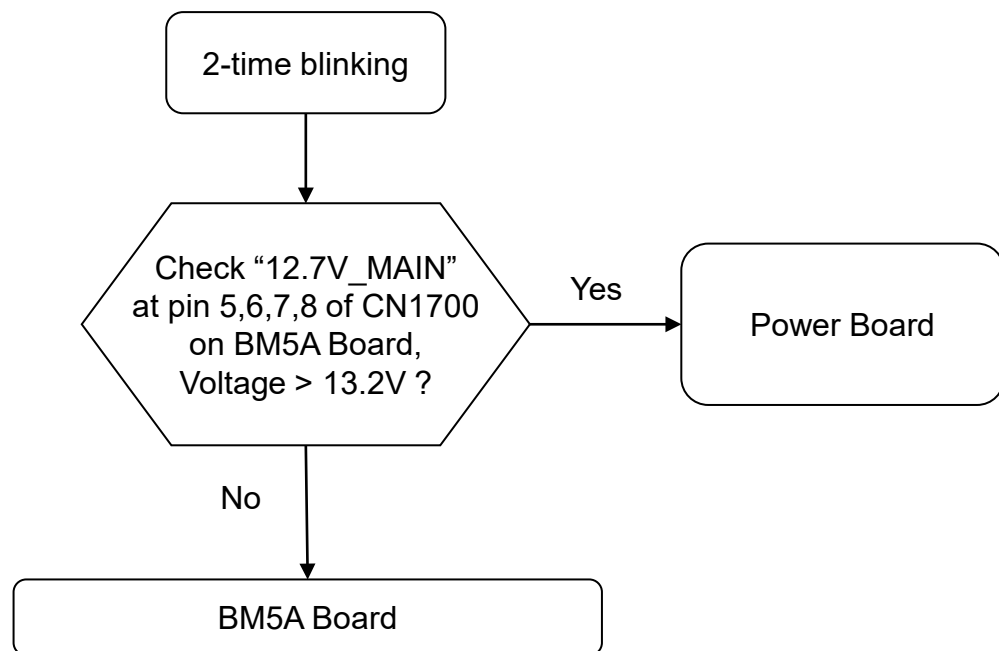 2-time blinking
Check “12.7V_MAIN”
at pin 5,6,7,8 of CN1700
on BM5A Board,
Voltage > 13.2V ?
Yes
Power Board
No
BM5A Board